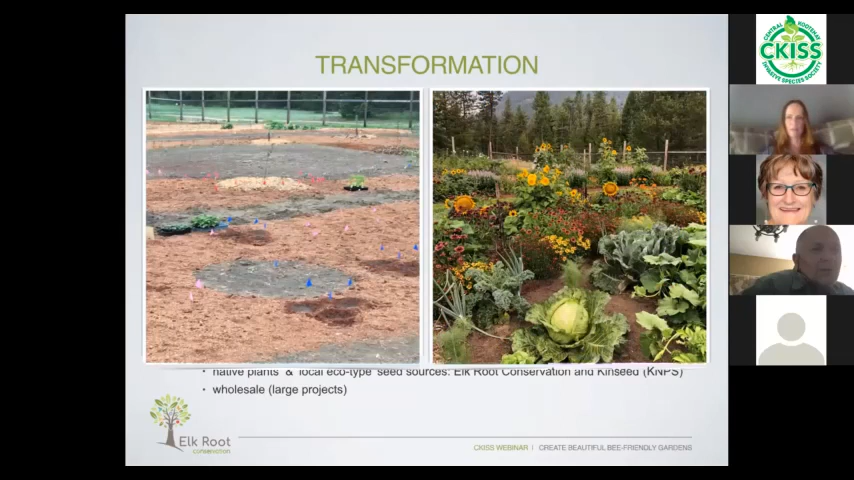 TRANSFORMATION
CENTRAL KOOTENAY
CKISS
INVASIVE SPECIES SOCIETY
• native plants & local eco-type seed sources: Elk Root Conservation and Kinseed (KNPS)
• wholesale (large projects)
Elk Root
conservation
CKISS WEBINAR | CREATE BEAUTIFUL BEE-FRIENDLY GARDENS